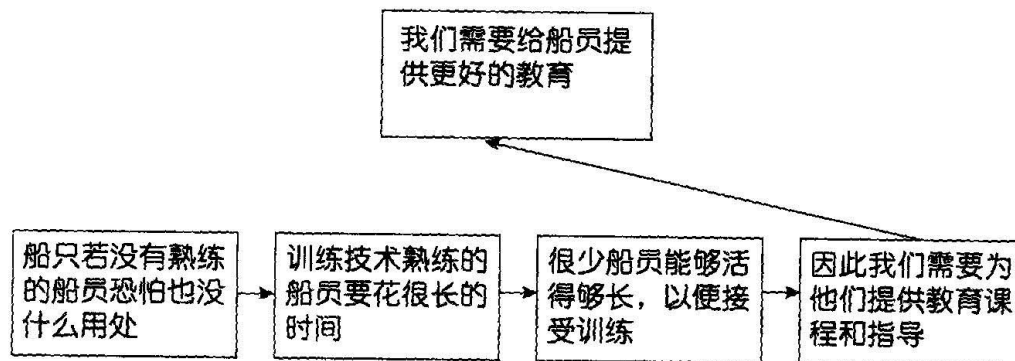 我们需要给船员提
供更好的教育
船只若没有熟练
的船员恐怕也没
什么用处
训练技术熟练的
船员要花很长的
时间
很少船员能够活
得够长，以便接
受训练
因此我们需要为
他们提供教育课
程和指导